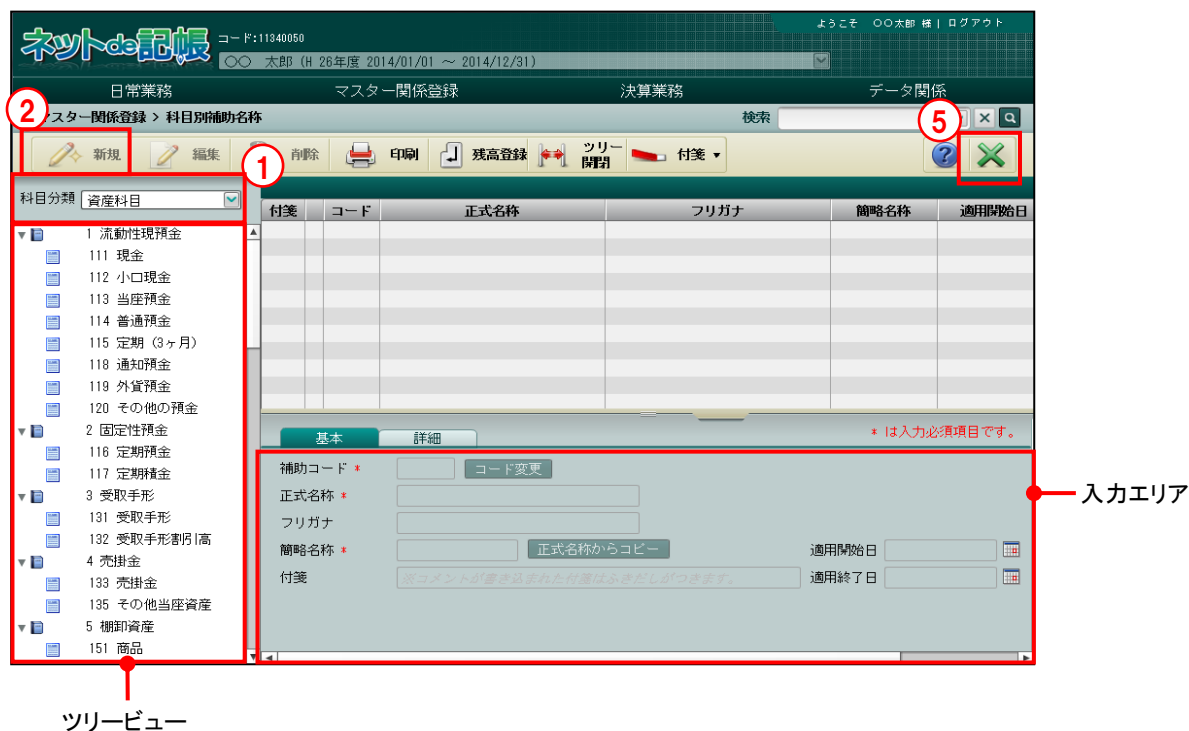 ようこそ 〇〇太郎 様 | ログアウト
ネットde記帳 コード:11340050
〇〇 太郎 (H 26年度 2014/01/01 ～ 2014/12/31)
日常業務 マスター関係登録 決算業務 データ関係
② スター関係登録 > 科目別補助名称 検索 ⑤
新規 編集 ① 削除 印刷 残高登録 ツリー開閉 付箋 ▼
科目分類 資産科目
付箋 コード 正式名称 フリガナ 簡略名称 適用開始日
1 流動性現預金
111 現金
112 小口現金
113 当座預金
114 普通預金
115 定期 (3ヶ月)
118 通知預金
119 外貨預金
120 その他の預金
2 固定性預金
116 定期預金
117 定期積金
3 受取手形
131 受取手形
132 受取手形割引高
4 売掛金
133 売掛金
135 その他当座資産
5 棚卸資産
151 商品
基本 詳細 * は入力必須項目です。
補助コード * コード変更
正式名称 *
フリガナ
簡略名称 * 正式名称からコピー 適用開始日
付箋 ※コメントが書き込まれた付箋はふきだしがつきます。 適用終了日
入力エリア
ツリービュー